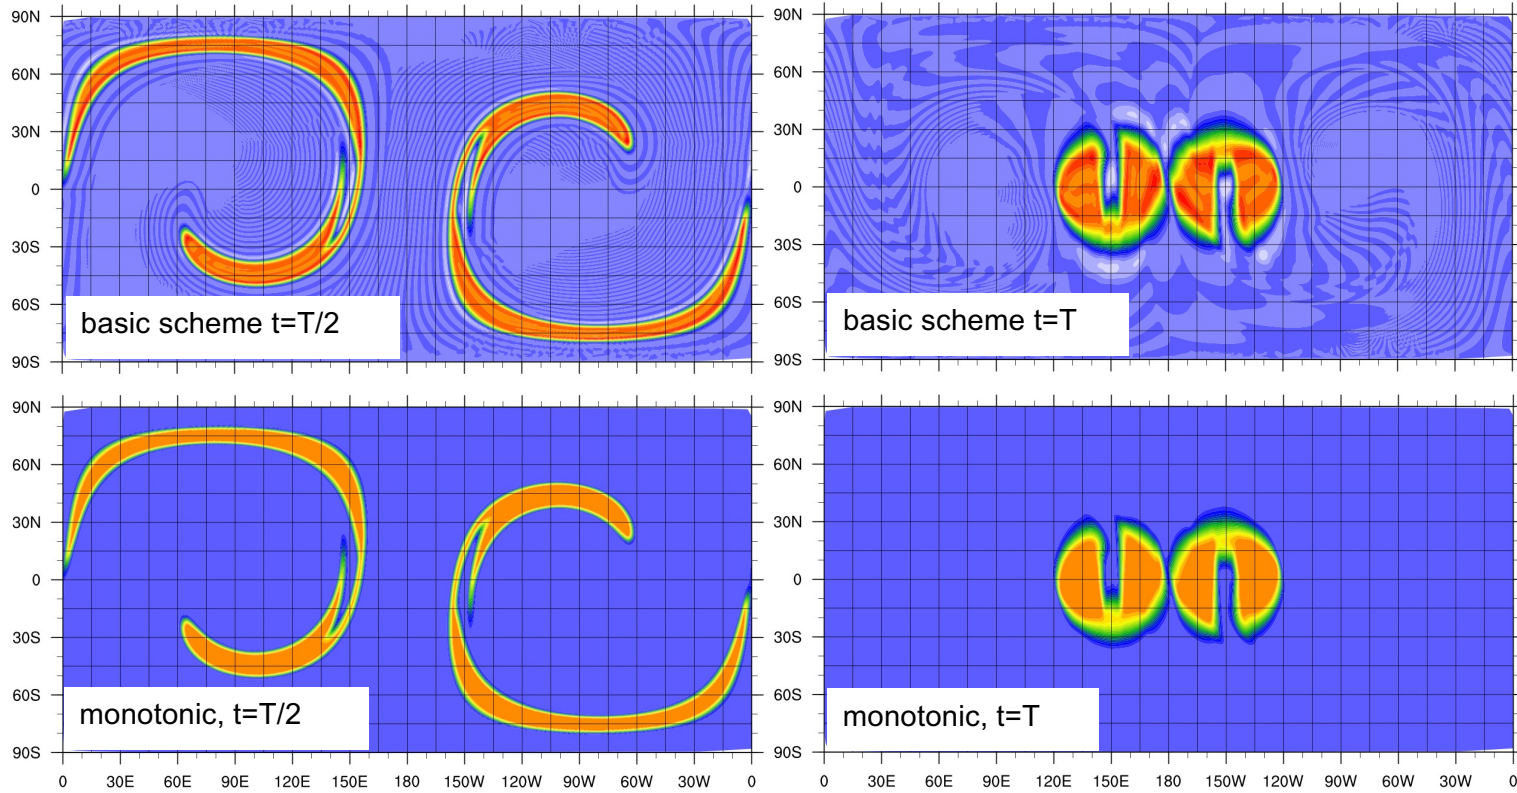 90N
60N
30N
0
30S
60S
90S
basic scheme t=T/2
90N
60N
30N
0
30S
60S
90S
basic scheme t=T
90N
60N
30N
0
30S
60S
90S
monotonic, t=T/2
0 30E 60E 90E 120E 150E 180 150W 120W 90W 60W 30W 0
90N
60N
30N
0
30S
60S
90S
monotonic, t=T
0 30E 60E 90E 120E 150E 180 150W 120W 90W 60W 30W 0